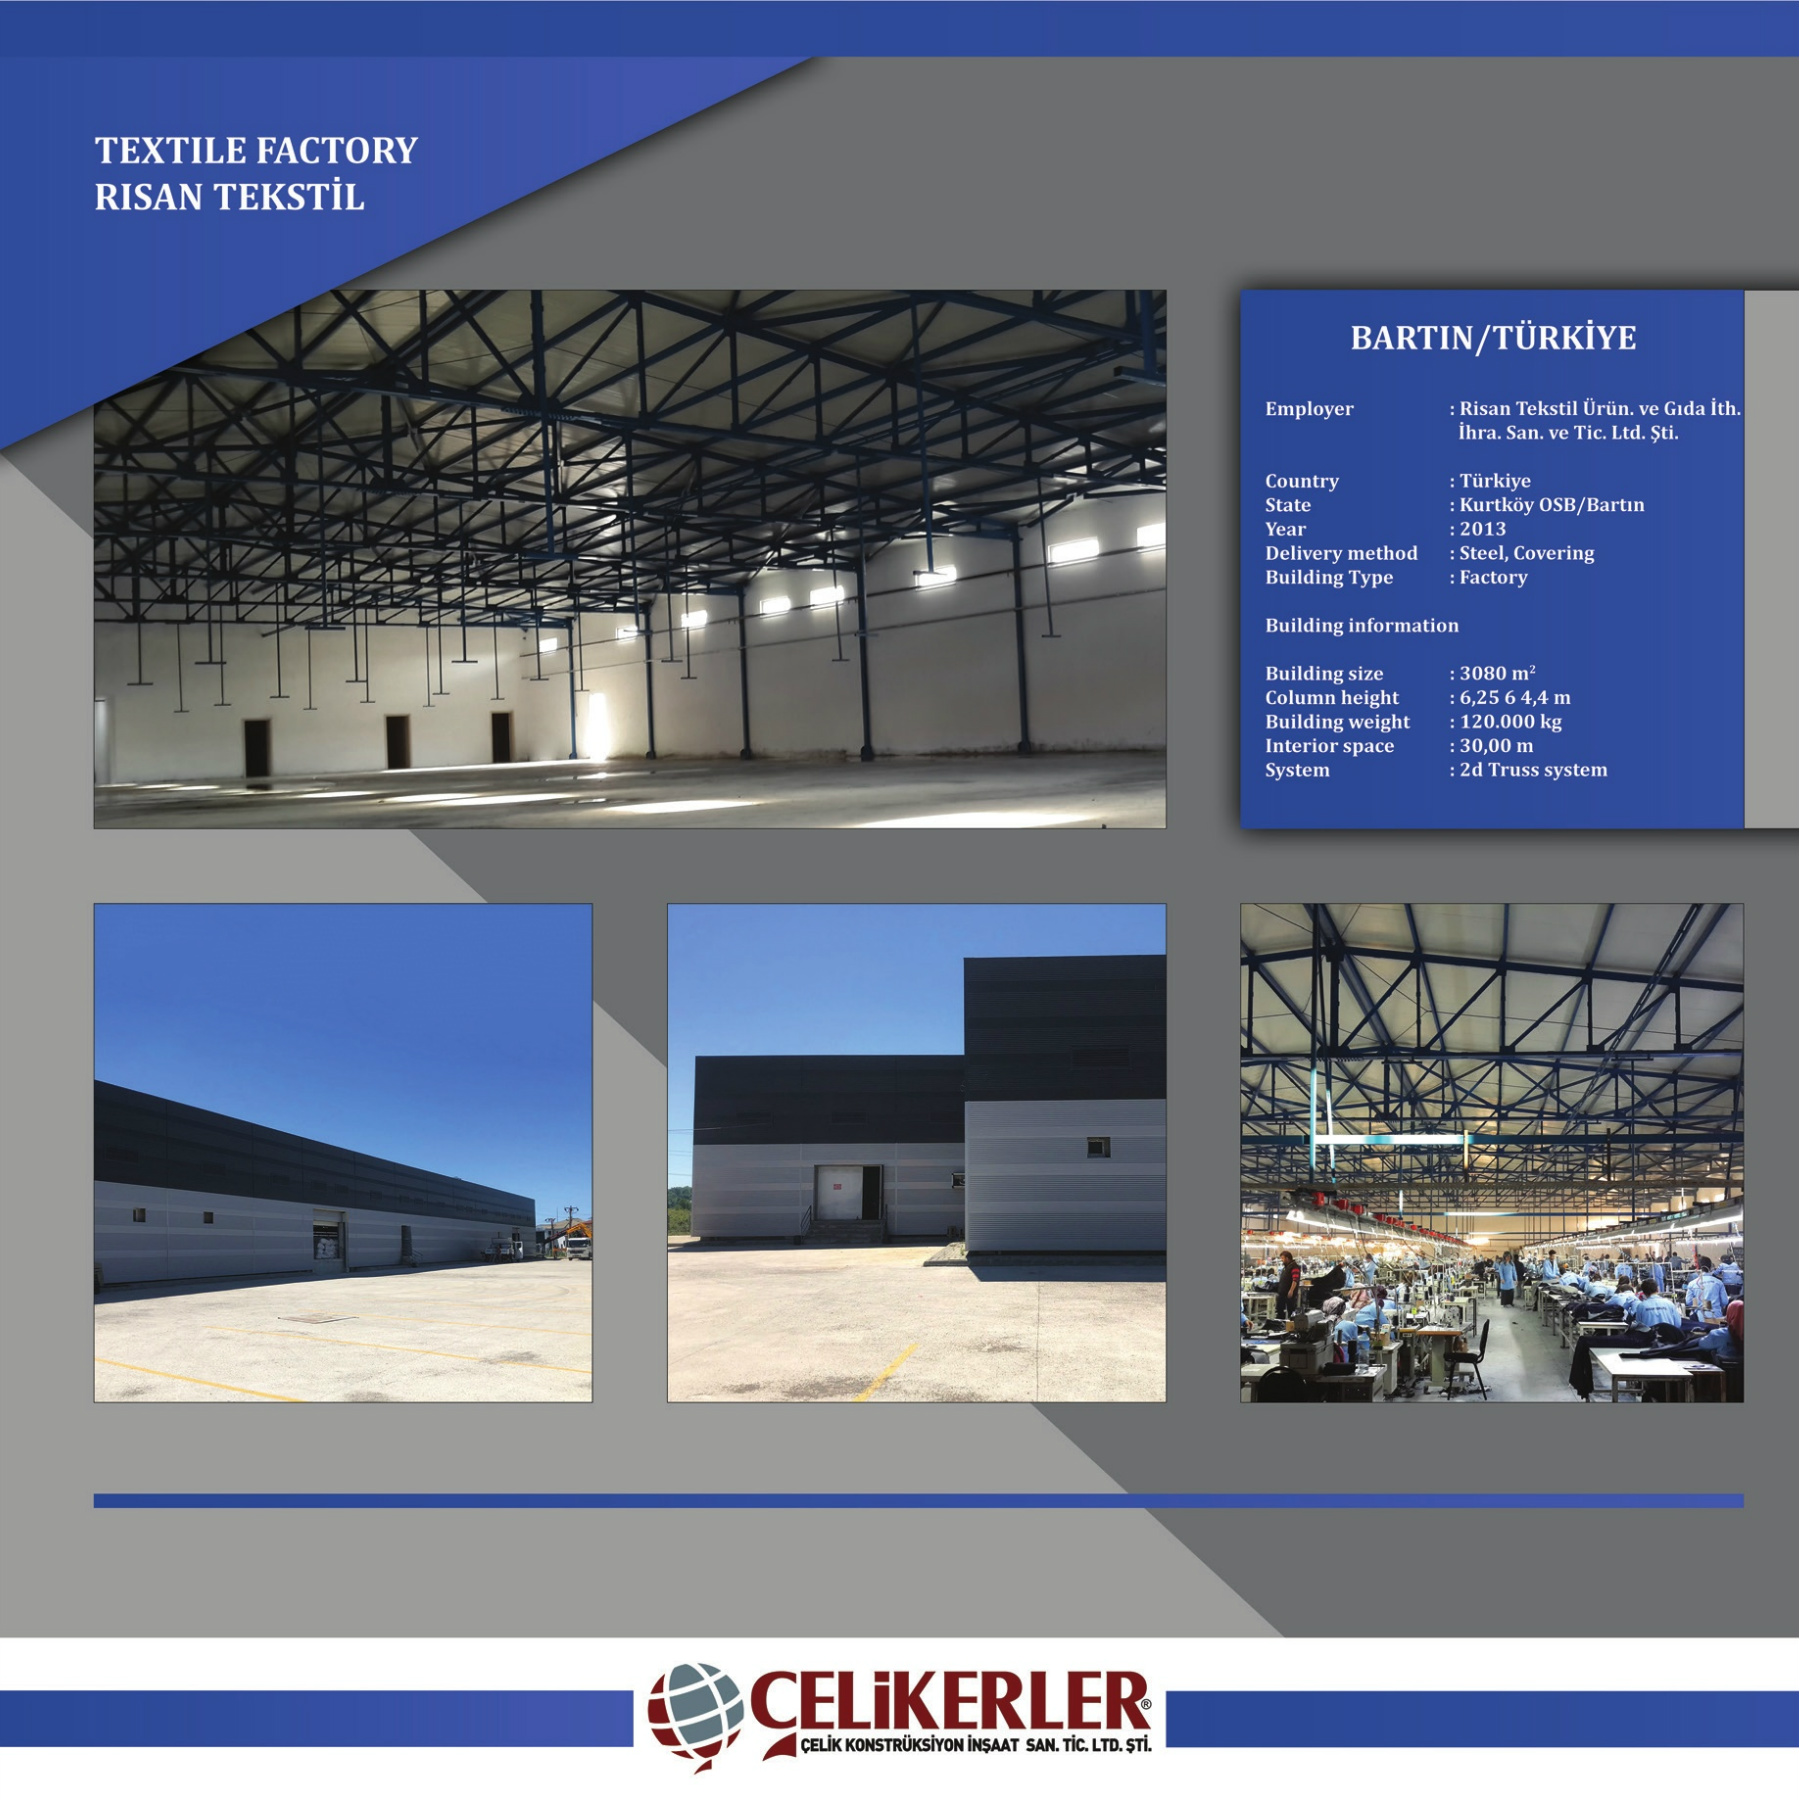 TEXTILE FACTORY
RISAN TEKSTİL
BARTIN/TÜRKİYE
Employer : Risan Tekstil Ürün. ve Gıda İth.
İhra. San. ve Tic. Ltd. Şti.
Country : Türkiye
State : Kurtköy OSB/Bartın
Year : 2013
Delivery method : Steel, Covering
Building Type : Factory
Building information
Building size : 3080 m²
Column height : 6,25 6 4,4 m
Building weight : 120.000 kg
Interior space : 30,00 m
System : 2d Truss system
ÇELİKERLER®
ÇELİK KONSTRÜKSİYON İNŞAAT SAN. TİC. LTD. ŞTİ.